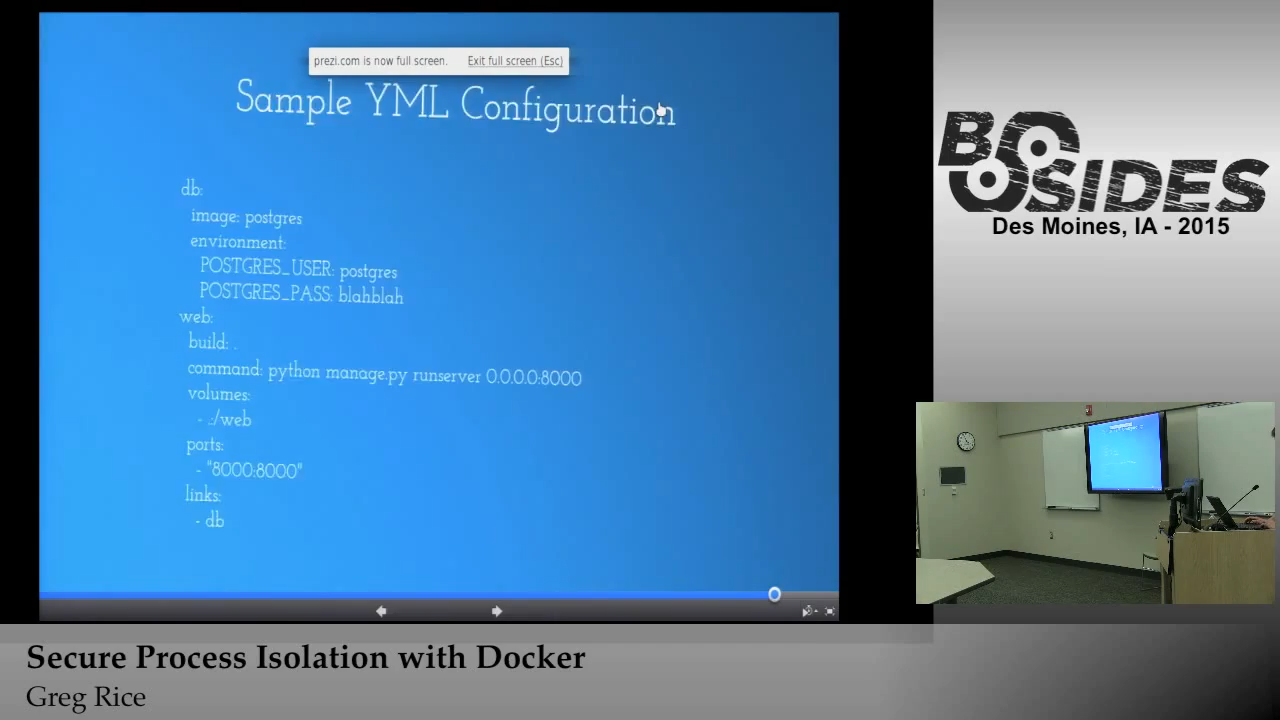 prezi.com is now full screen. Exit full screen (Esc)
Sample YML Configuration
db:
image: postgres
environment:
POSTGRES_USER: postgres
POSTGRES_PASS: blahblah
web:
build: .
command: python manage.py runserver 0.0.0.0:8000
volumes:
- .:/web
ports:
- "8000:8000"
links:
- db
BSIDES
Des Moines, IA - 2015
Secure Process Isolation with Docker
Greg Rice